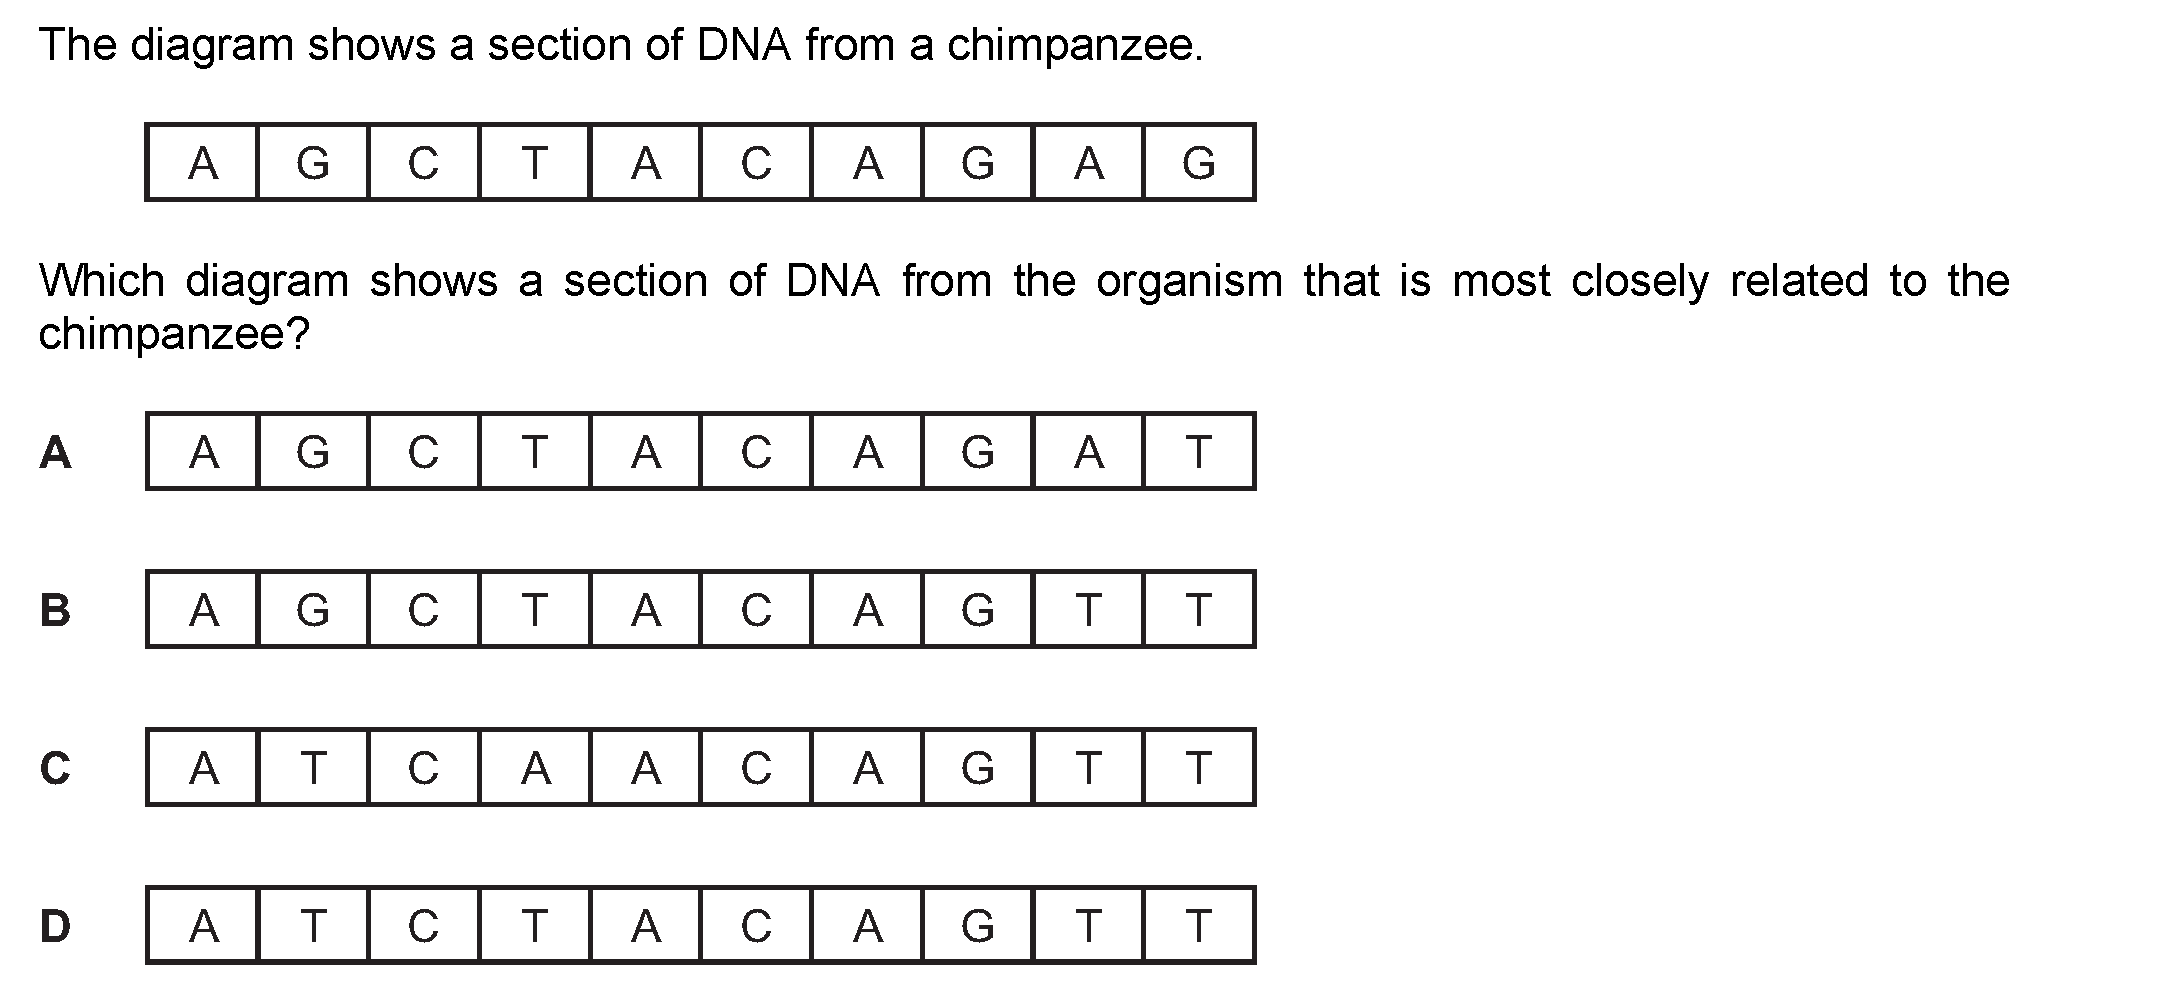 The diagram shows a section of DNA from a chimpanzee.
A G C T A C A G A G
Which diagram shows a section of DNA from the organism that is most closely related to the
chimpanzee?
A A G C T A C A G A T
B A G C T A C A G T T
C A T C A A C A G T T
D A T C T A C A G T T